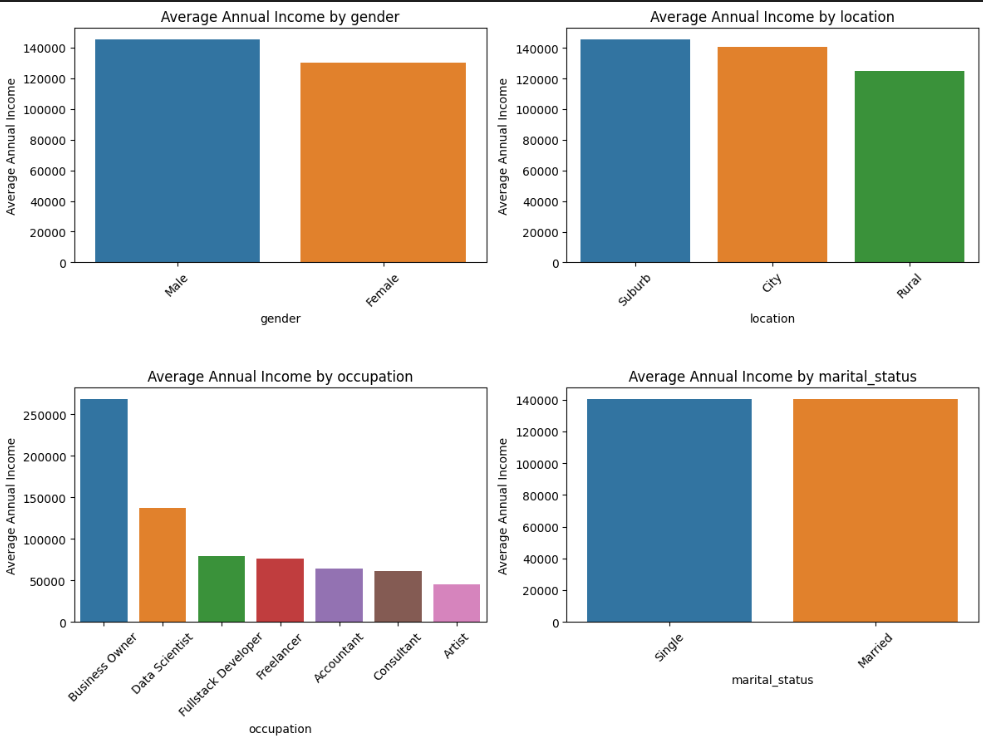 Average Annual Income by gender
Average Annual Income
140000
120000
100000
80000
60000
40000
20000
0
Male
Female
gender
Average Annual Income by location
Average Annual Income
140000
120000
100000
80000
60000
40000
20000
0
Suburb
City
Rural
location
Average Annual Income by occupation
Average Annual Income
250000
200000
150000
100000
50000
0
Business Owner
Data Scientist
Fullstack Developer
Freelancer
Accountant
Consultant
Artist
occupation
Average Annual Income by marital_status
Average Annual Income
140000
120000
100000
80000
60000
40000
20000
0
Single
Married
marital_status